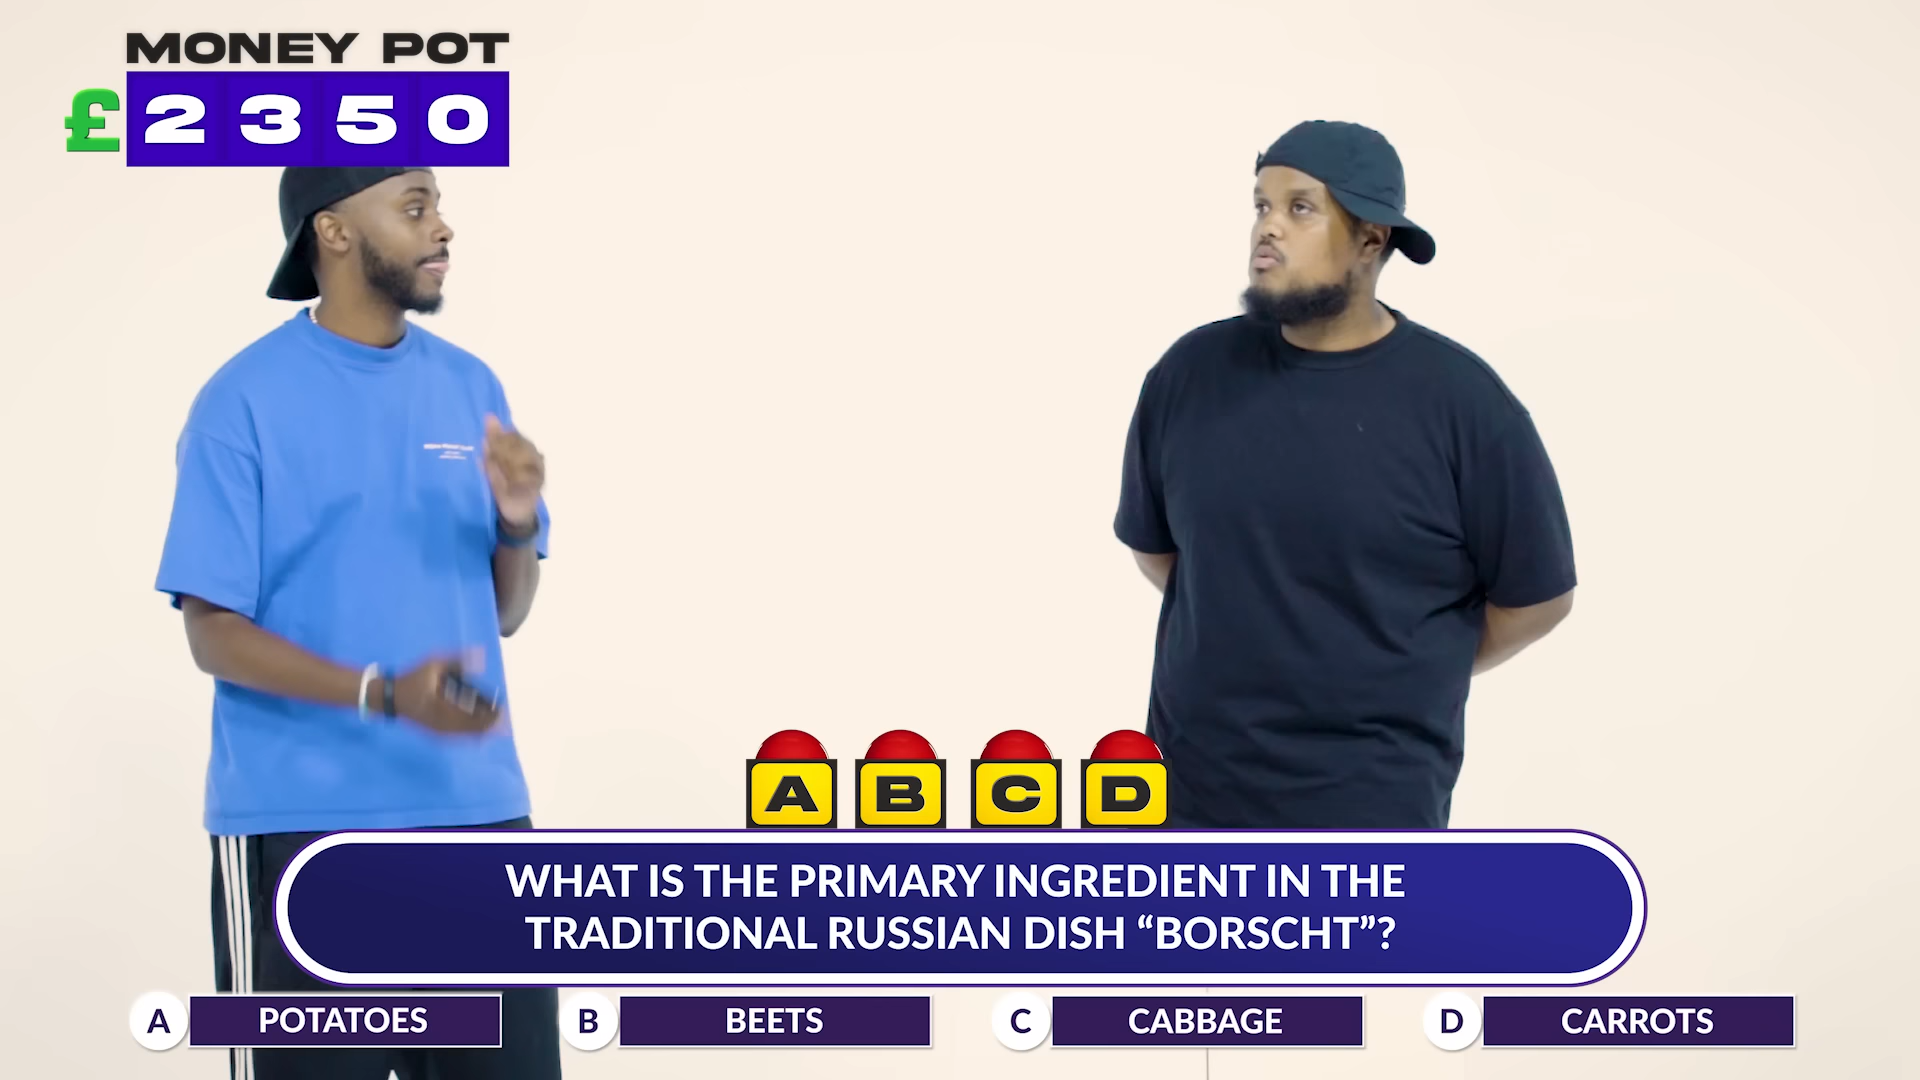 MONEY POT
£2350
A B C D
WHAT IS THE PRIMARY INGREDIENT IN THE
TRADITIONAL RUSSIAN DISH “BORSCHT”?
A POTATOES
B BEETS
C CABBAGE
D CARROTS